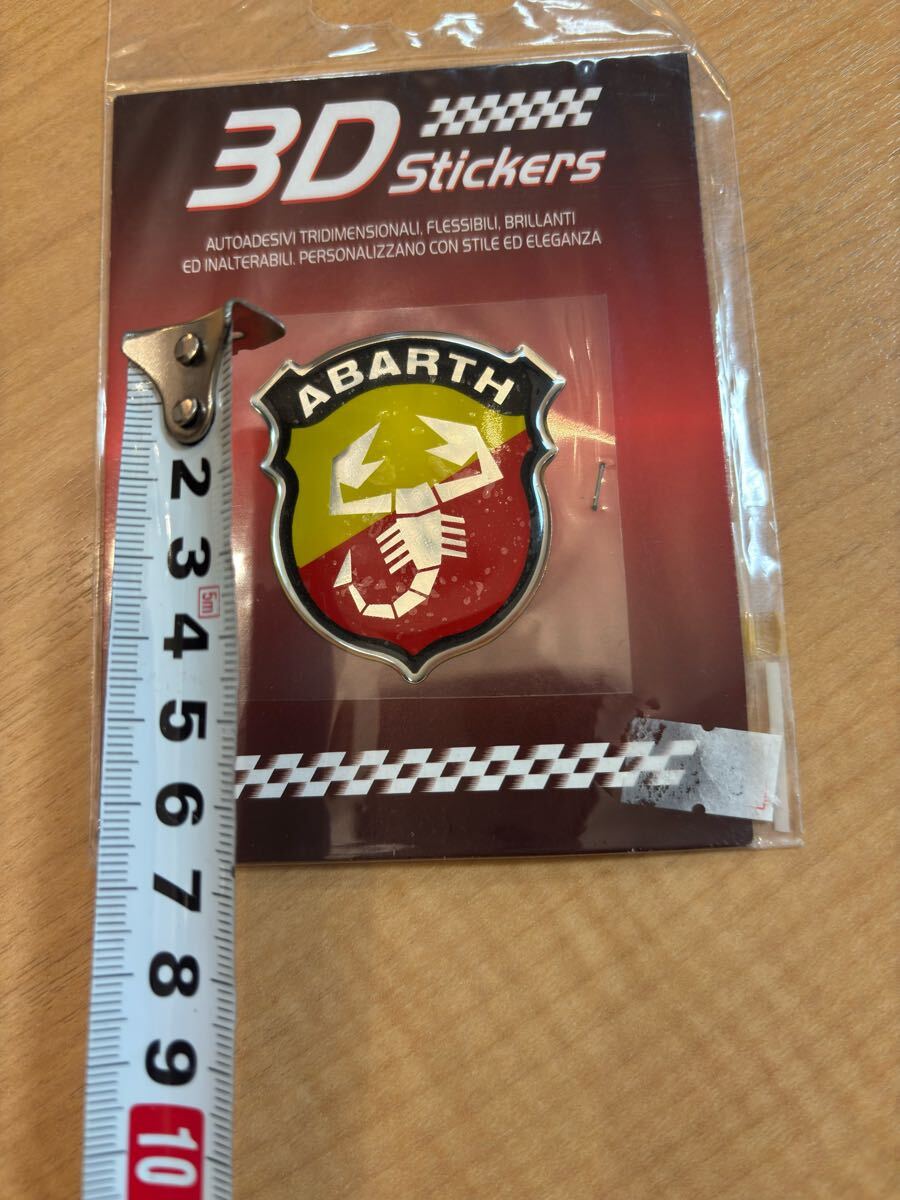 3D
Stickers
AUTOADESIVI TRIDIMENSIONALI, FLESSIBILI, BRILLANTI
ED INALTERABILI. PERSONALIZZANO CON STILE ED ELEGANZA
ABARTH
2
3
5m
4
5
6
7
8
9
10